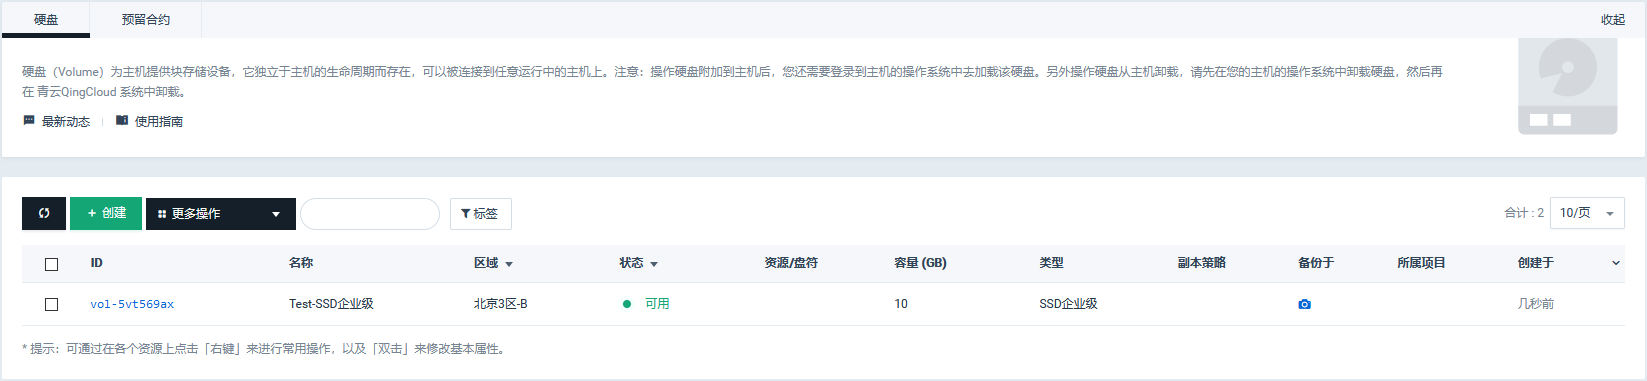 硬盘 预留合约 收起
硬盘（Volume）为主机提供块存储设备，它独立于主机的生命周期而存在，可以被连接到任意运行中的主机上。注意：操作硬盘附加到主机后，您还需要登录到主机的操作系统中去加载该硬盘。另外操作硬盘从主机卸载，请先在您的主机的操作系统中卸载硬盘，然后再
在 青云QingCloud 系统中卸载。
最新动态 使用指南
+ 创建 更多操作 标签 合计 : 2 10/页
ID 名称 区域 状态 资源/盘符 容量 (GB) 类型 副本策略 备份于 所属项目 创建于
vol-5vt569ax Test-SSD企业级 北京3区-B 可用 10 SSD企业级 几秒前
* 提示：可通过在各个资源上点击「右键」来进行常用操作，以及「双击」来修改基本属性。